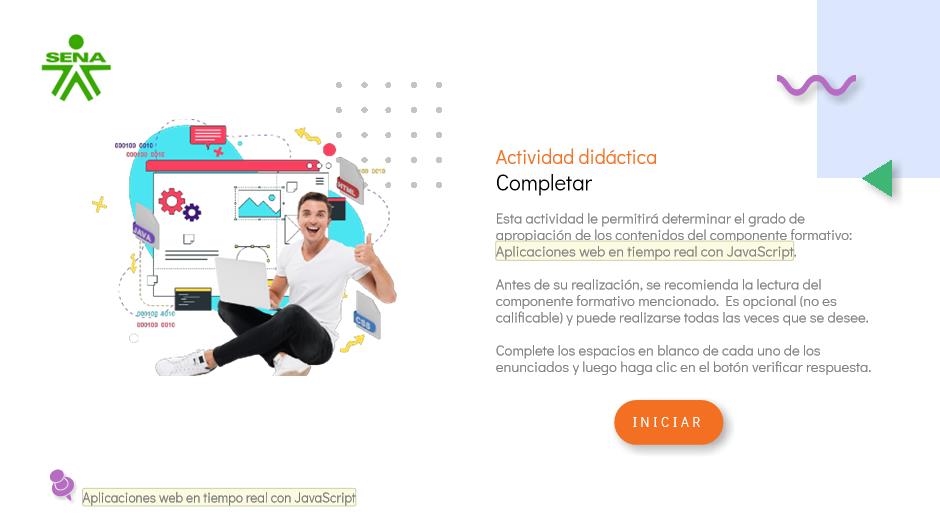 SENA
000100 0010
000100 0010
000100 0010
HTML
JAVA
CSS
000100 0010
000100 0010
Actividad didáctica
Completar
Esta actividad le permitirá determinar el grado de
apropiación de los contenidos del componente formativo:
Aplicaciones web en tiempo real con JavaScript.
Antes de su realización, se recomienda la lectura del
componente formativo mencionado. Es opcional (no es
calificable) y puede realizarse todas las veces que se desee.
Complete los espacios en blanco de cada uno de los
enunciados y luego haga clic en el botón verificar respuesta.
INICIAR
Aplicaciones web en tiempo real con JavaScript